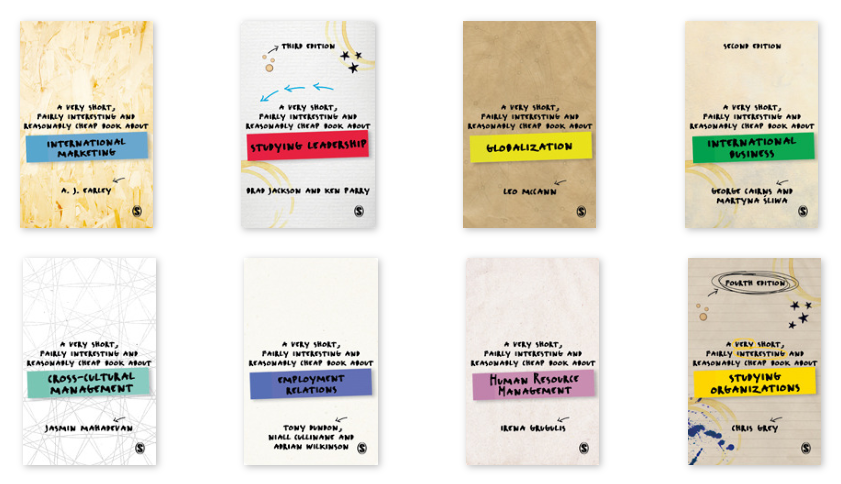 A VERY SHORT,
FAIRLY INTERESTING AND
REASONABLY CHEAP BOOK ABOUT
INTERNATIONAL
MARKETING
A. J. EARLEY
THIRD EDITION
A VERY SHORT,
FAIRLY INTERESTING AND
REASONABLY CHEAP BOOK ABOUT
STUDYING LEADERSHIP
BRAD JACKSON AND KEN PARRY
A VERY SHORT,
FAIRLY INTERESTING AND
REASONABLY CHEAP BOOK ABOUT
GLOBALIZATION
LEO MCCANN
SECOND EDITION
A VERY SHORT,
FAIRLY INTERESTING AND
REASONABLY CHEAP BOOK ABOUT
INTERNATIONAL
BUSINESS
GEORGE CAIRNS AND
MARTYNA ŚLIWA
A VERY SHORT,
FAIRLY INTERESTING AND
REASONABLY CHEAP BOOK ABOUT
CROSS-CULTURAL
MANAGEMENT
JASMIN MAHADEVAN
A VERY SHORT,
FAIRLY INTERESTING AND
REASONABLY CHEAP BOOK ABOUT
EMPLOYMENT
RELATIONS
TONY DUNDON,
NIALL CULLINANE AND
ADRIAN WILKINSON
A VERY SHORT,
FAIRLY INTERESTING AND
REASONABLY CHEAP BOOK ABOUT
HUMAN RESOURCE
MANAGEMENT
IRENA GRUGULIS
FOURTH EDITION
A VERY SHORT,
FAIRLY INTERESTING AND
REASONABLY CHEAP BOOK ABOUT
STUDYING
ORGANIZATIONS
CHRIS GREY